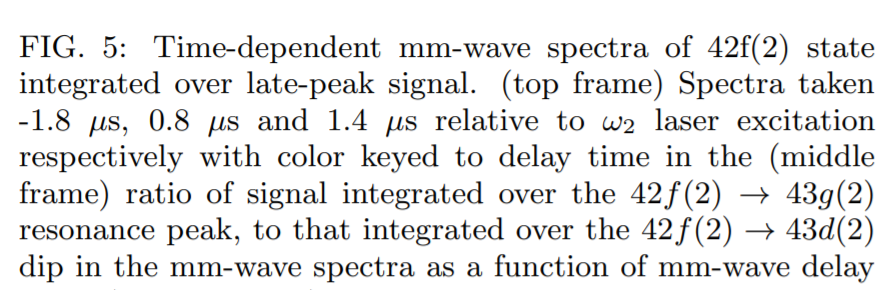 FIG. 5: Time-dependent mm-wave spectra of 42f(2) state
integrated over late-peak signal. (top frame) Spectra taken
-1.8 μs, 0.8 μs and 1.4 μs relative to ω₂ laser excitation
respectively with color keyed to delay time in the (middle
frame) ratio of signal integrated over the 42f(2) → 43g(2)
resonance peak, to that integrated over the 42f(2) → 43d(2)
dip in the mm-wave spectra as a function of mm-wave delay